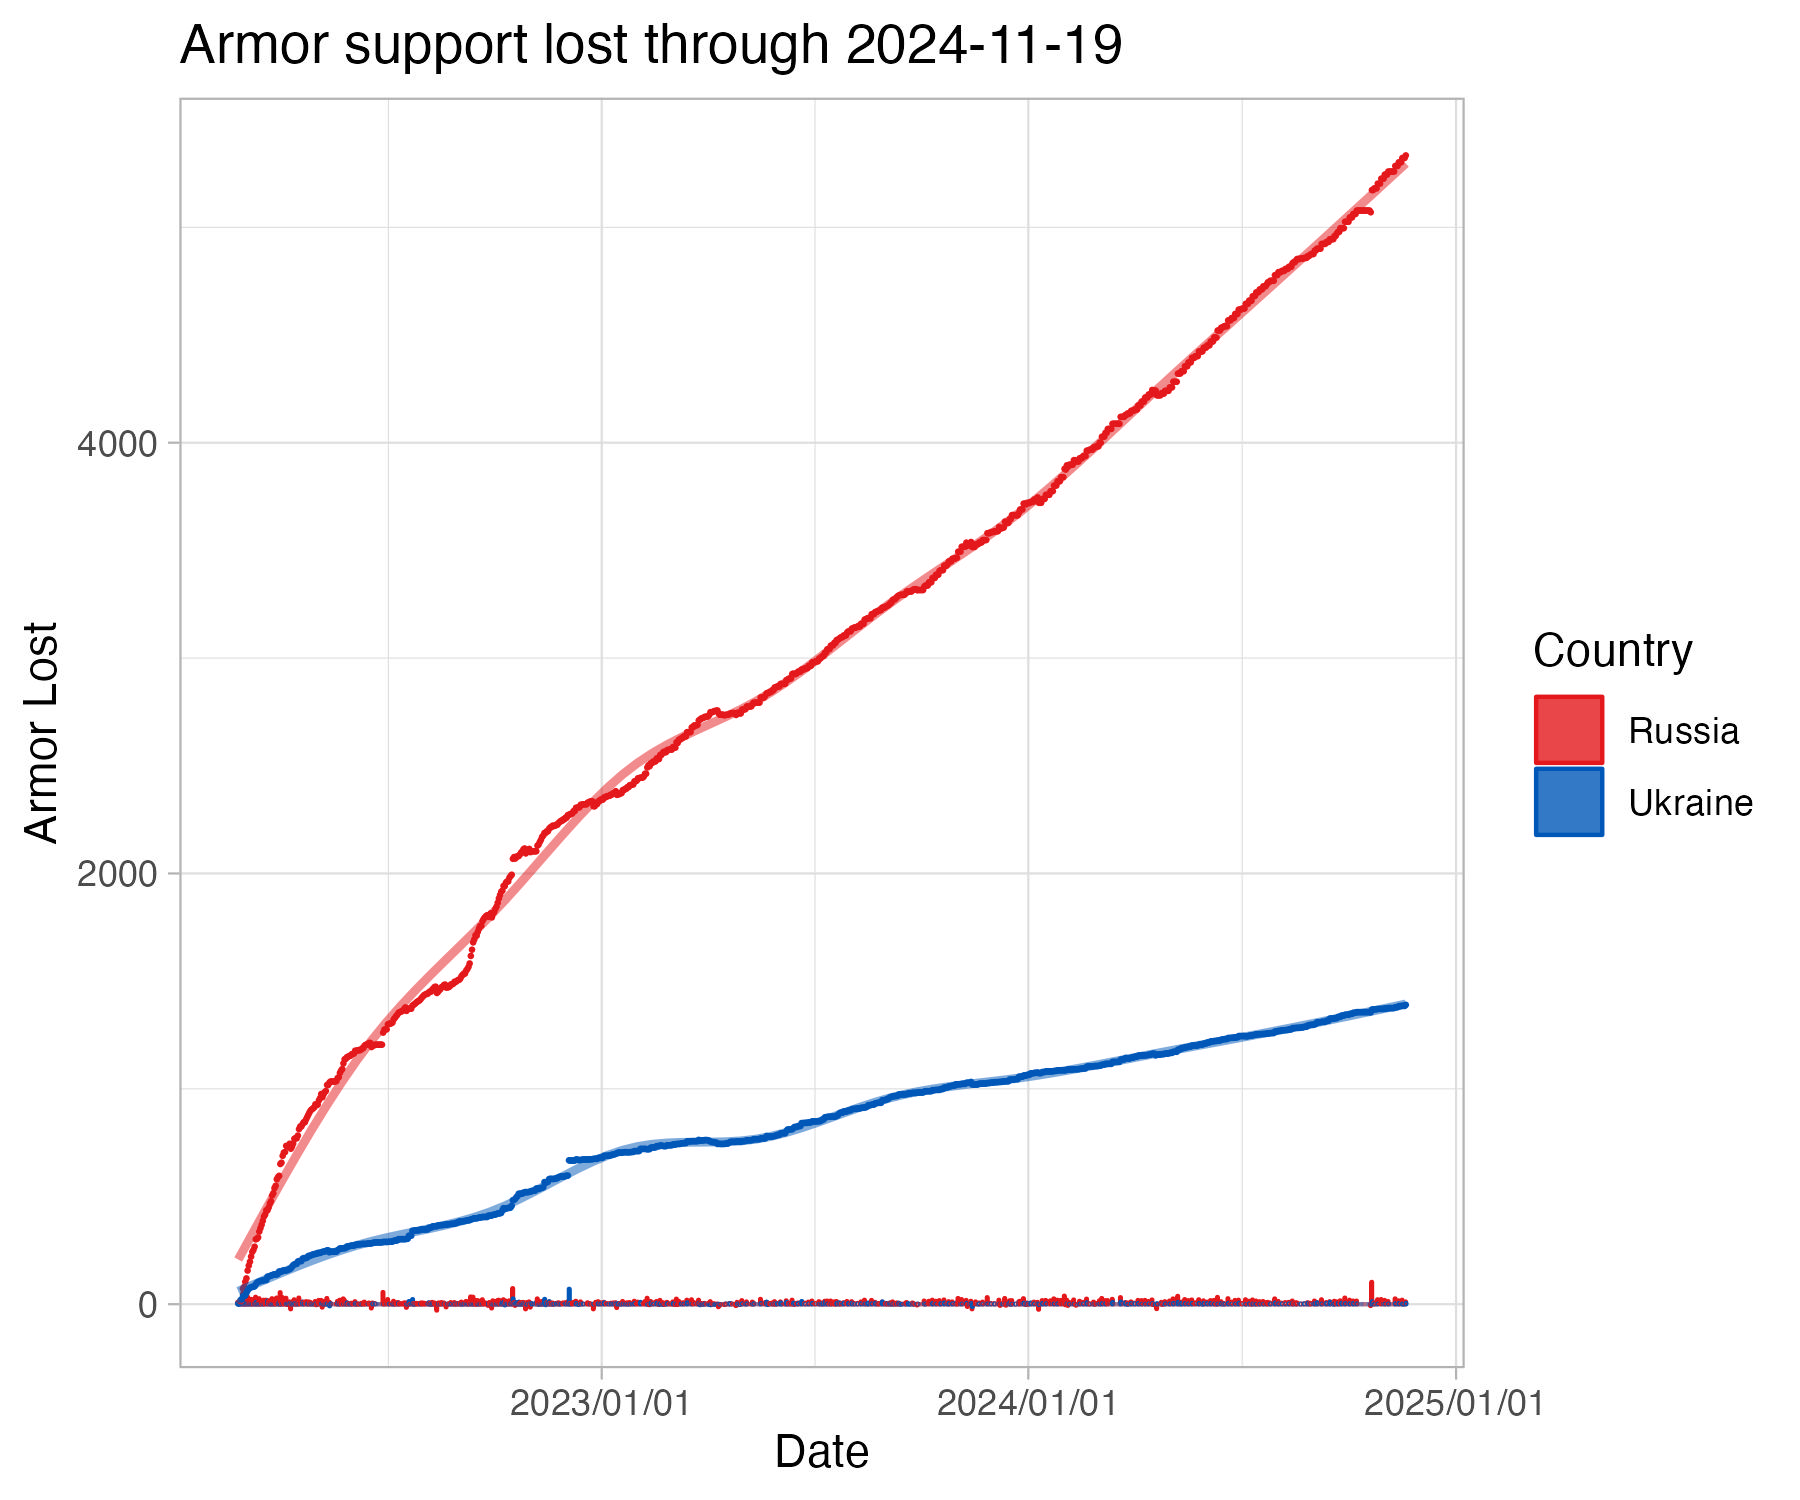 Armor support lost through 2024-11-19
Armor Lost
4000
2000
0
2023/01/01
2024/01/01
2025/01/01
Date
Country
Russia
Ukraine